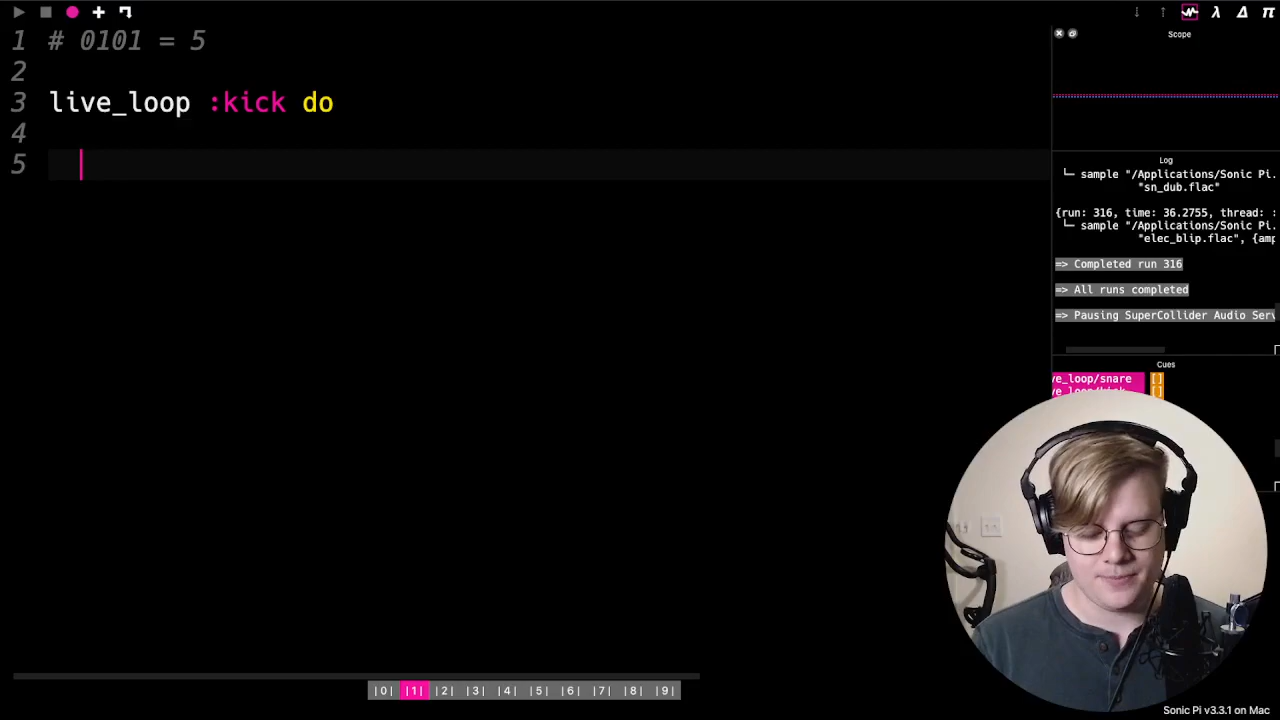 1 # 0101 = 5
2
3 live_loop :kick do
4
5
Scope
Log
└─ sample "/Applications/Sonic Pi.
"sn_dub.flac"
{run: 316, time: 36.2755, thread: :
└─ sample "/Applications/Sonic Pi.
"elec_blip.flac", {amp
=> Completed run 316
=> All runs completed
=> Pausing SuperCollider Audio Serv
Cues
ve_loop/snare []
ve_loop/kick []
|0| |1| |2| |3| |4| |5| |6| |7| |8| |9|
Sonic Pi v3.3.1 on Mac